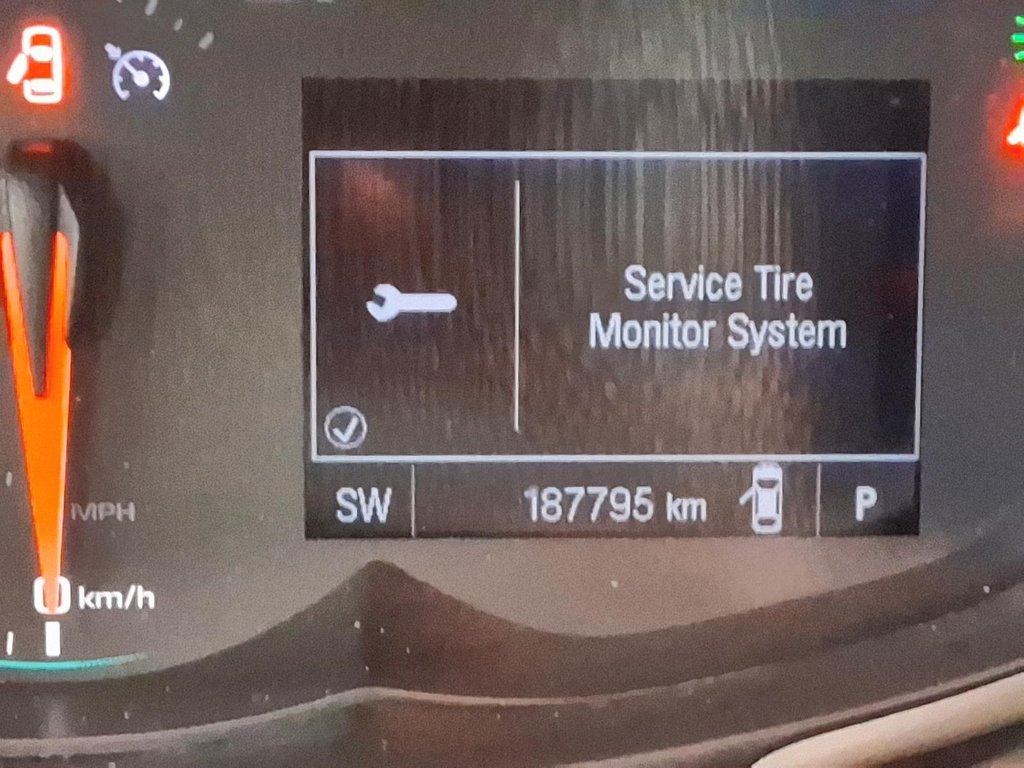 Service Tire
Monitor System
SW 187795 km P
MPH
0 km/h